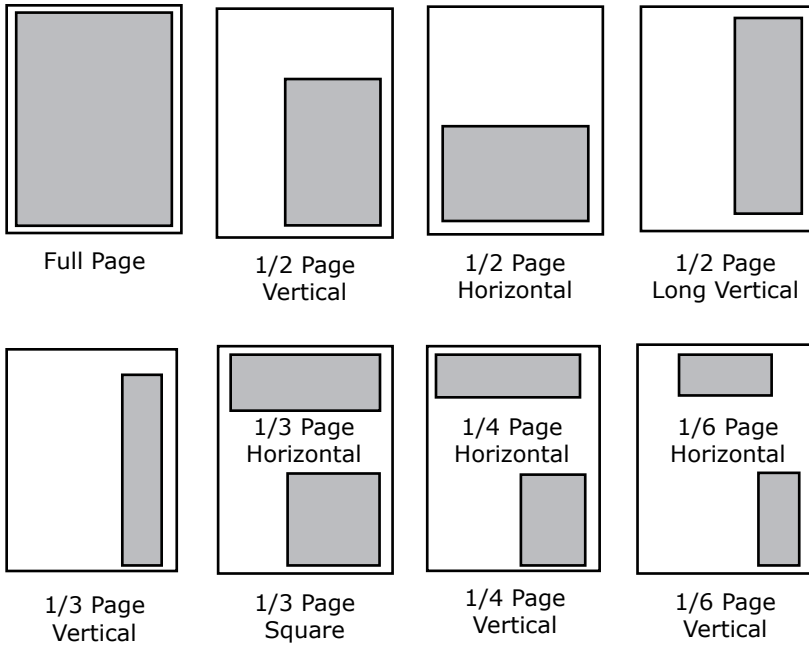 Full Page
1/2 Page
Vertical
1/2 Page
Horizontal
1/2 Page
Long Vertical
1/3 Page
Horizontal
1/4 Page
Horizontal
1/6 Page
Horizontal
1/3 Page
Vertical
1/3 Page
Square
1/4 Page
Vertical
1/6 Page
Vertical